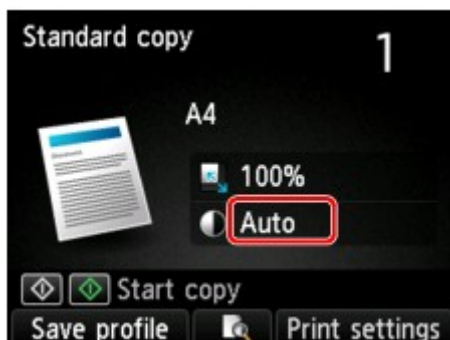 Standard copy
1
A4
100%
Auto
Start copy
Save profile
Print settings